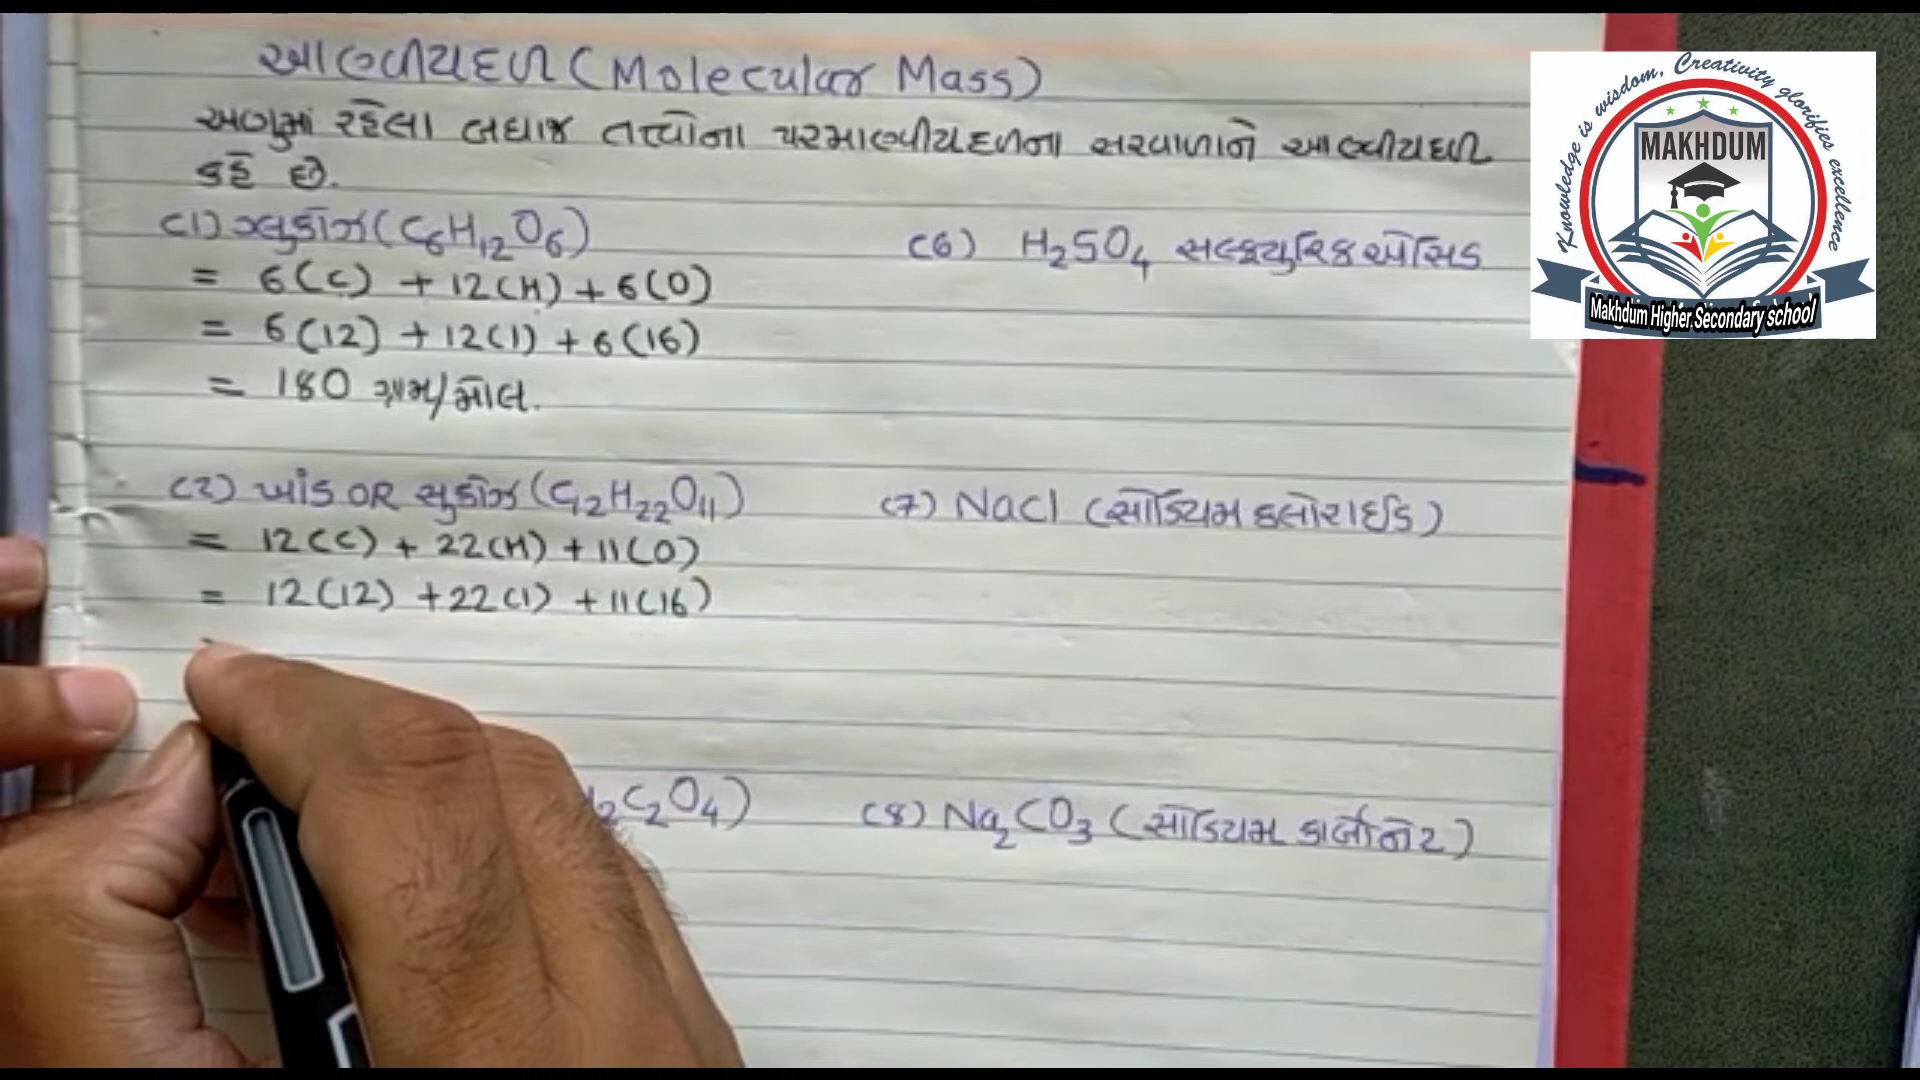 આણ્વીયદળ (Molecular Mass)
અણુમાં રહેલા બધાજ તત્વોના પરમાણ્વીયદળના સરવાળાને આણ્વીયદળ
કહે છે.
(1) ગ્લુકોઝ (C₆H₁₂O₆)
= 6(C) + 12(H) + 6(O)
= 6(12) + 12(1) + 6(16)
= 180 ગ્રામ/મોલ.
(2) ખાંડ OR સુક્રોઝ (C₁₂H₂₂O₁₁)
= 12(C) + 22(H) + 11(O)
= 12(12) + 22(1) + 11(16)
₂C₂O₄)
(6) H₂SO₄ સલ્ફ્યુરિક ઍસિડ
(7) NaCl (સોડિયમ ક્લોરાઈડ)
(8) Na₂CO₃ (સોડિયમ કાર્બોનેટ)
Knowledge is wisdom, Creativity glorifies excellence
MAKHDUM
Makhdum Higher Secondary school